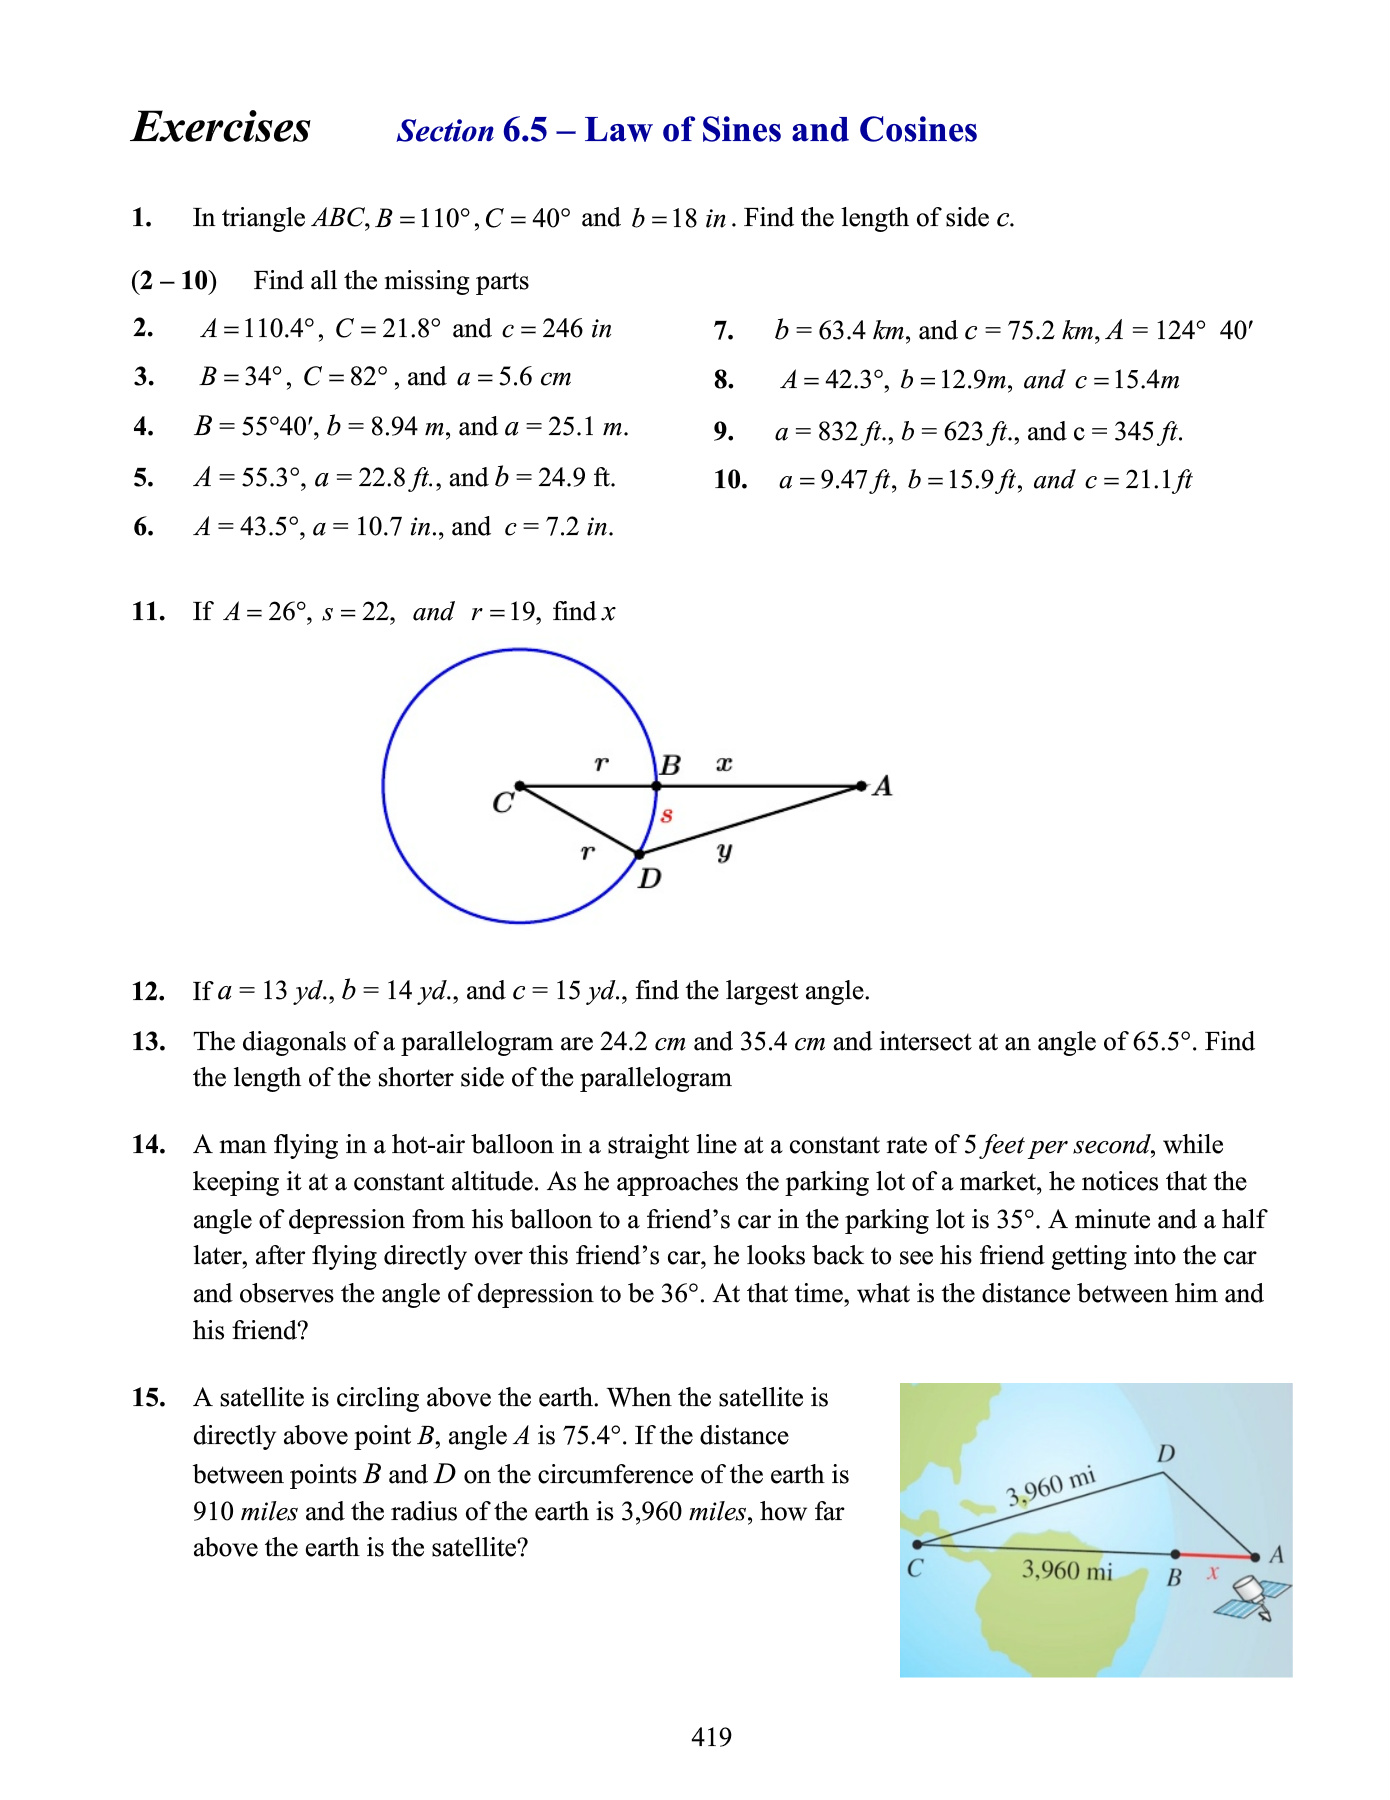 Exercises Section 6.5 – Law of Sines and Cosines
1. In triangle ABC, B = 110°, C = 40° and b = 18 in. Find the length of side c.
(2 – 10) Find all the missing parts
2. A = 110.4°, C = 21.8° and c = 246 in
3. B = 34°, C = 82°, and a = 5.6 cm
4. B = 55°40′, b = 8.94 m, and a = 25.1 m.
5. A = 55.3°, a = 22.8 ft., and b = 24.9 ft.
6. A = 43.5°, a = 10.7 in., and c = 7.2 in.
7. b = 63.4 km, and c = 75.2 km, A = 124° 40′
8. A = 42.3°, b = 12.9m, and c = 15.4m
9. a = 832 ft., b = 623 ft., and c = 345 ft.
10. a = 9.47 ft, b = 15.9 ft, and c = 21.1 ft
11. If A = 26°, s = 22, and r = 19, find x
r B x
C A
s
r y
D
12. If a = 13 yd., b = 14 yd., and c = 15 yd., find the largest angle.
13. The diagonals of a parallelogram are 24.2 cm and 35.4 cm and intersect at an angle of 65.5°. Find
the length of the shorter side of the parallelogram
14. A man flying in a hot-air balloon in a straight line at a constant rate of 5 feet per second, while
keeping it at a constant altitude. As he approaches the parking lot of a market, he notices that the
angle of depression from his balloon to a friend’s car in the parking lot is 35°. A minute and a half
later, after flying directly over this friend’s car, he looks back to see his friend getting into the car
and observes the angle of depression to be 36°. At that time, what is the distance between him and
his friend?
15. A satellite is circling above the earth. When the satellite is
directly above point B, angle A is 75.4°. If the distance
between points B and D on the circumference of the earth is
910 miles and the radius of the earth is 3,960 miles, how far
above the earth is the satellite?
D
3,960 mi
A
C 3,960 mi B x
419